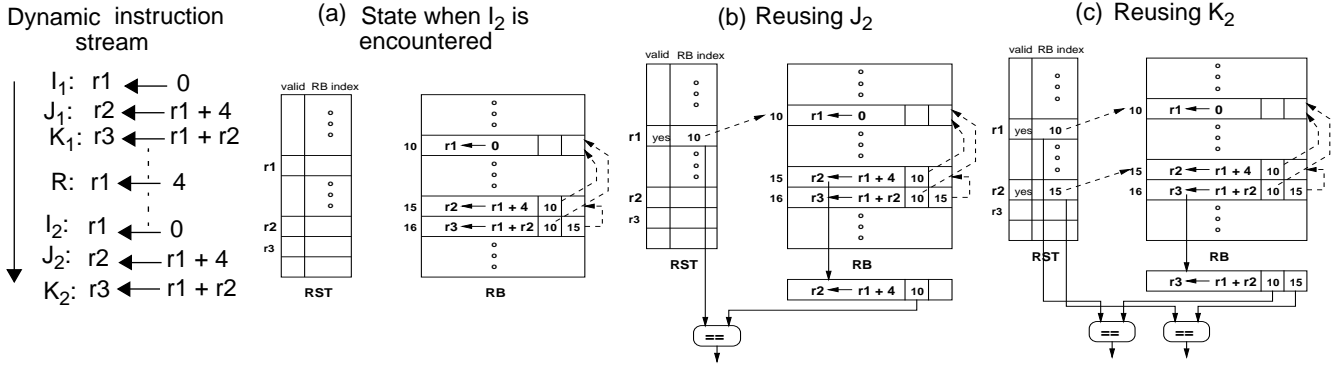 Dynamic instruction
stream
I1: r1 ← 0
J1: r2 ← r1 + 4
K1: r3 ← r1 + r2
R: r1 ← 4
I2: r1 ← 0
J2: r2 ← r1 + 4
K2: r3 ← r1 + r2
(a) State when I2 is
encountered
valid RB index
r1
r2
r3
RST
10 r1 ← 0
15 r2 ← r1 + 4 10
16 r3 ← r1 + r2 10 15
RB
(b) Reusing J2
valid RB index
r1 yes 10
r2
r3
RST
10 r1 ← 0
15 r2 ← r1 + 4 10
16 r3 ← r1 + r2 10 15
RB
r2 ← r1 + 4 10
==
(c) Reusing K2
valid RB index
r1 yes 10
r2 yes 15
r3
RST
10 r1 ← 0
15 r2 ← r1 + 4 10
16 r3 ← r1 + r2 10 15
RB
r3 ← r1 + r2 10 15
== ==